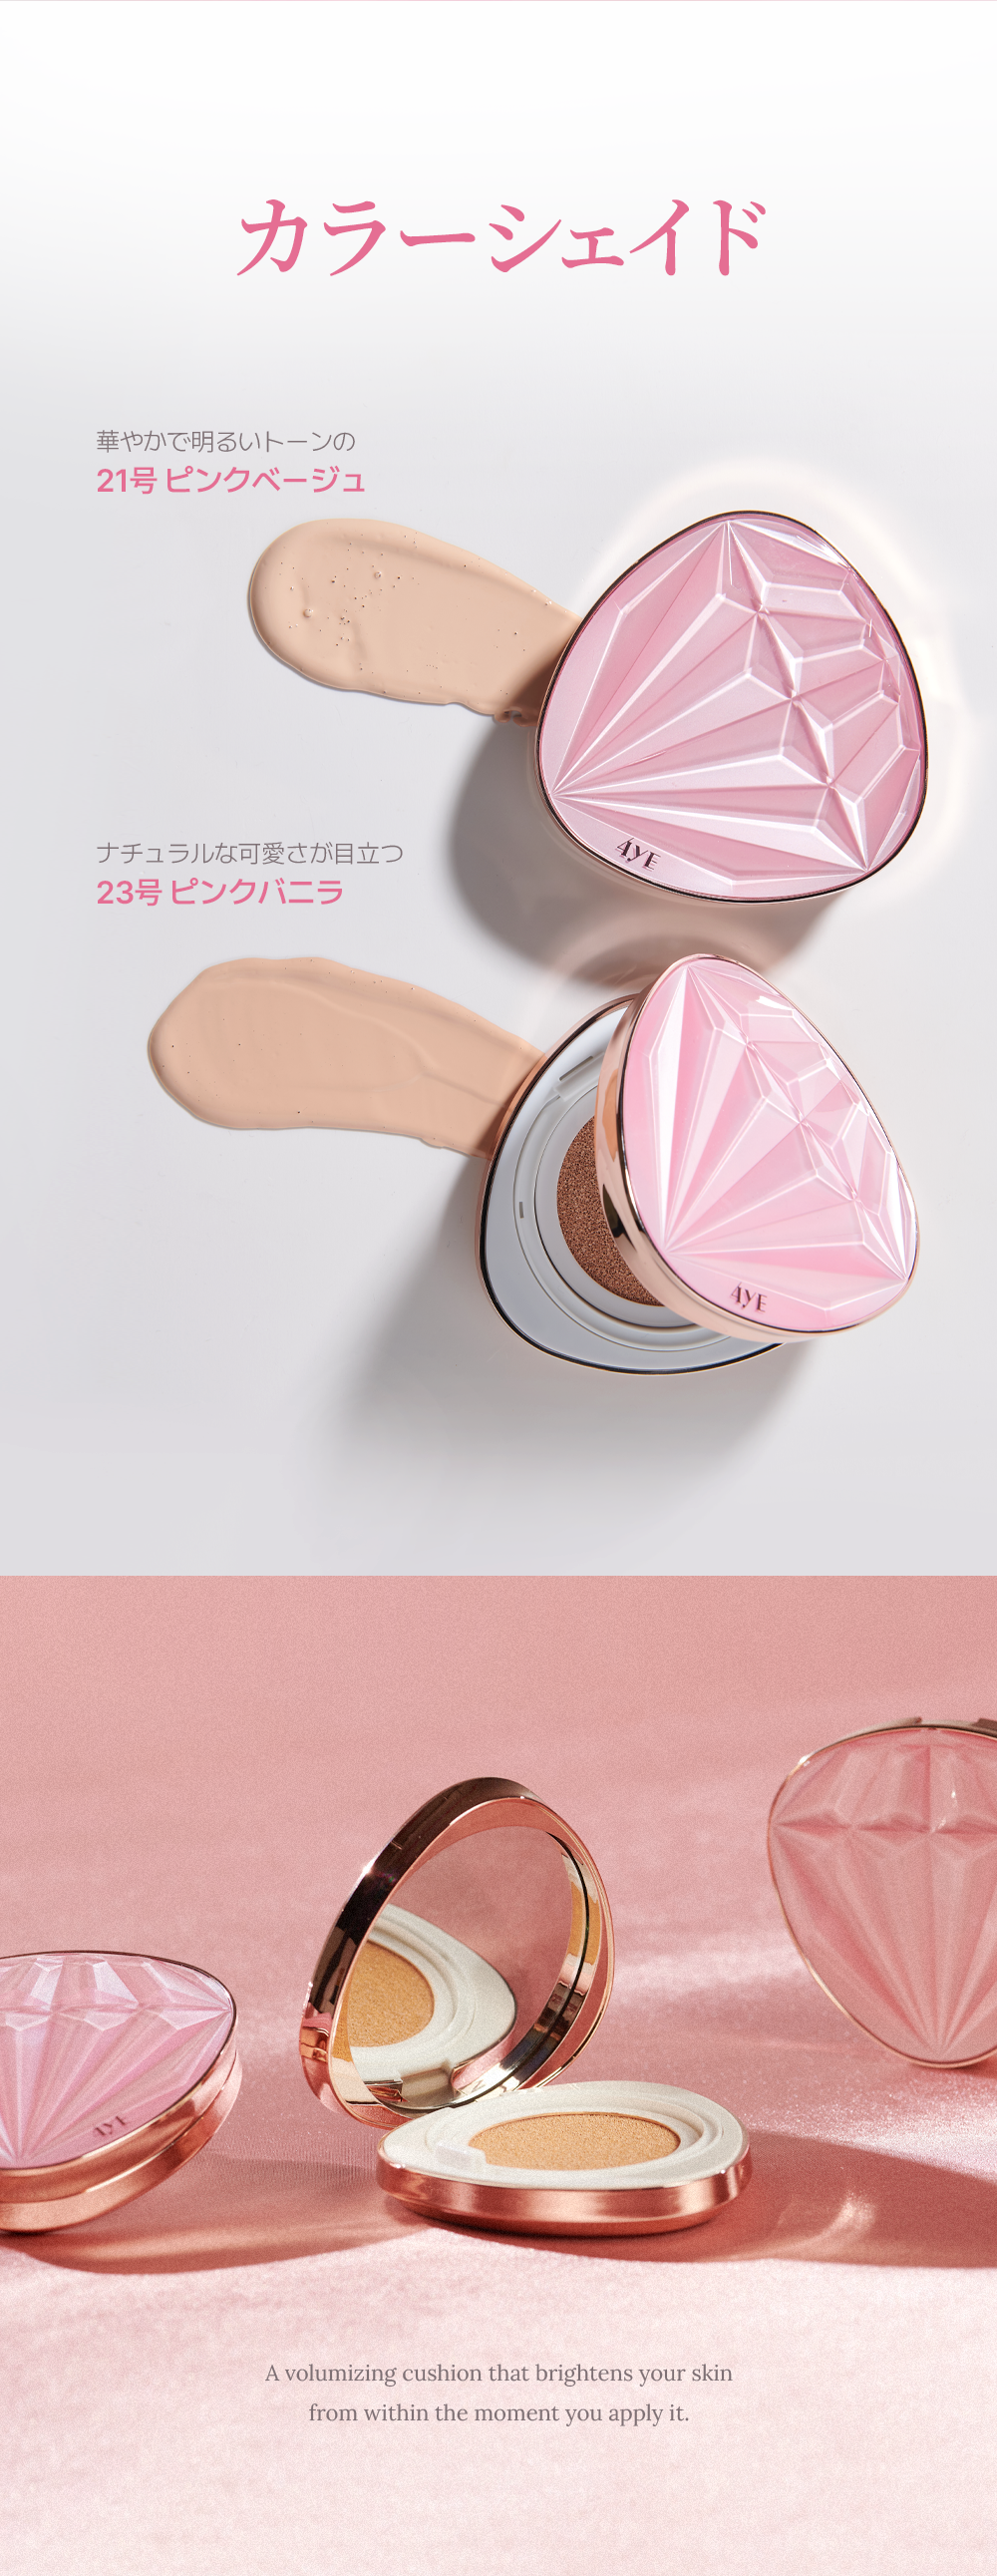 カラーシェイド
華やかで明るいトーンの
21号 ピンクベージュ
4YE
ナチュラルな可愛さが目立つ
23号 ピンクバニラ
4YE
4YE
A volumizing cushion that brightens your skin
from within the moment you apply it.